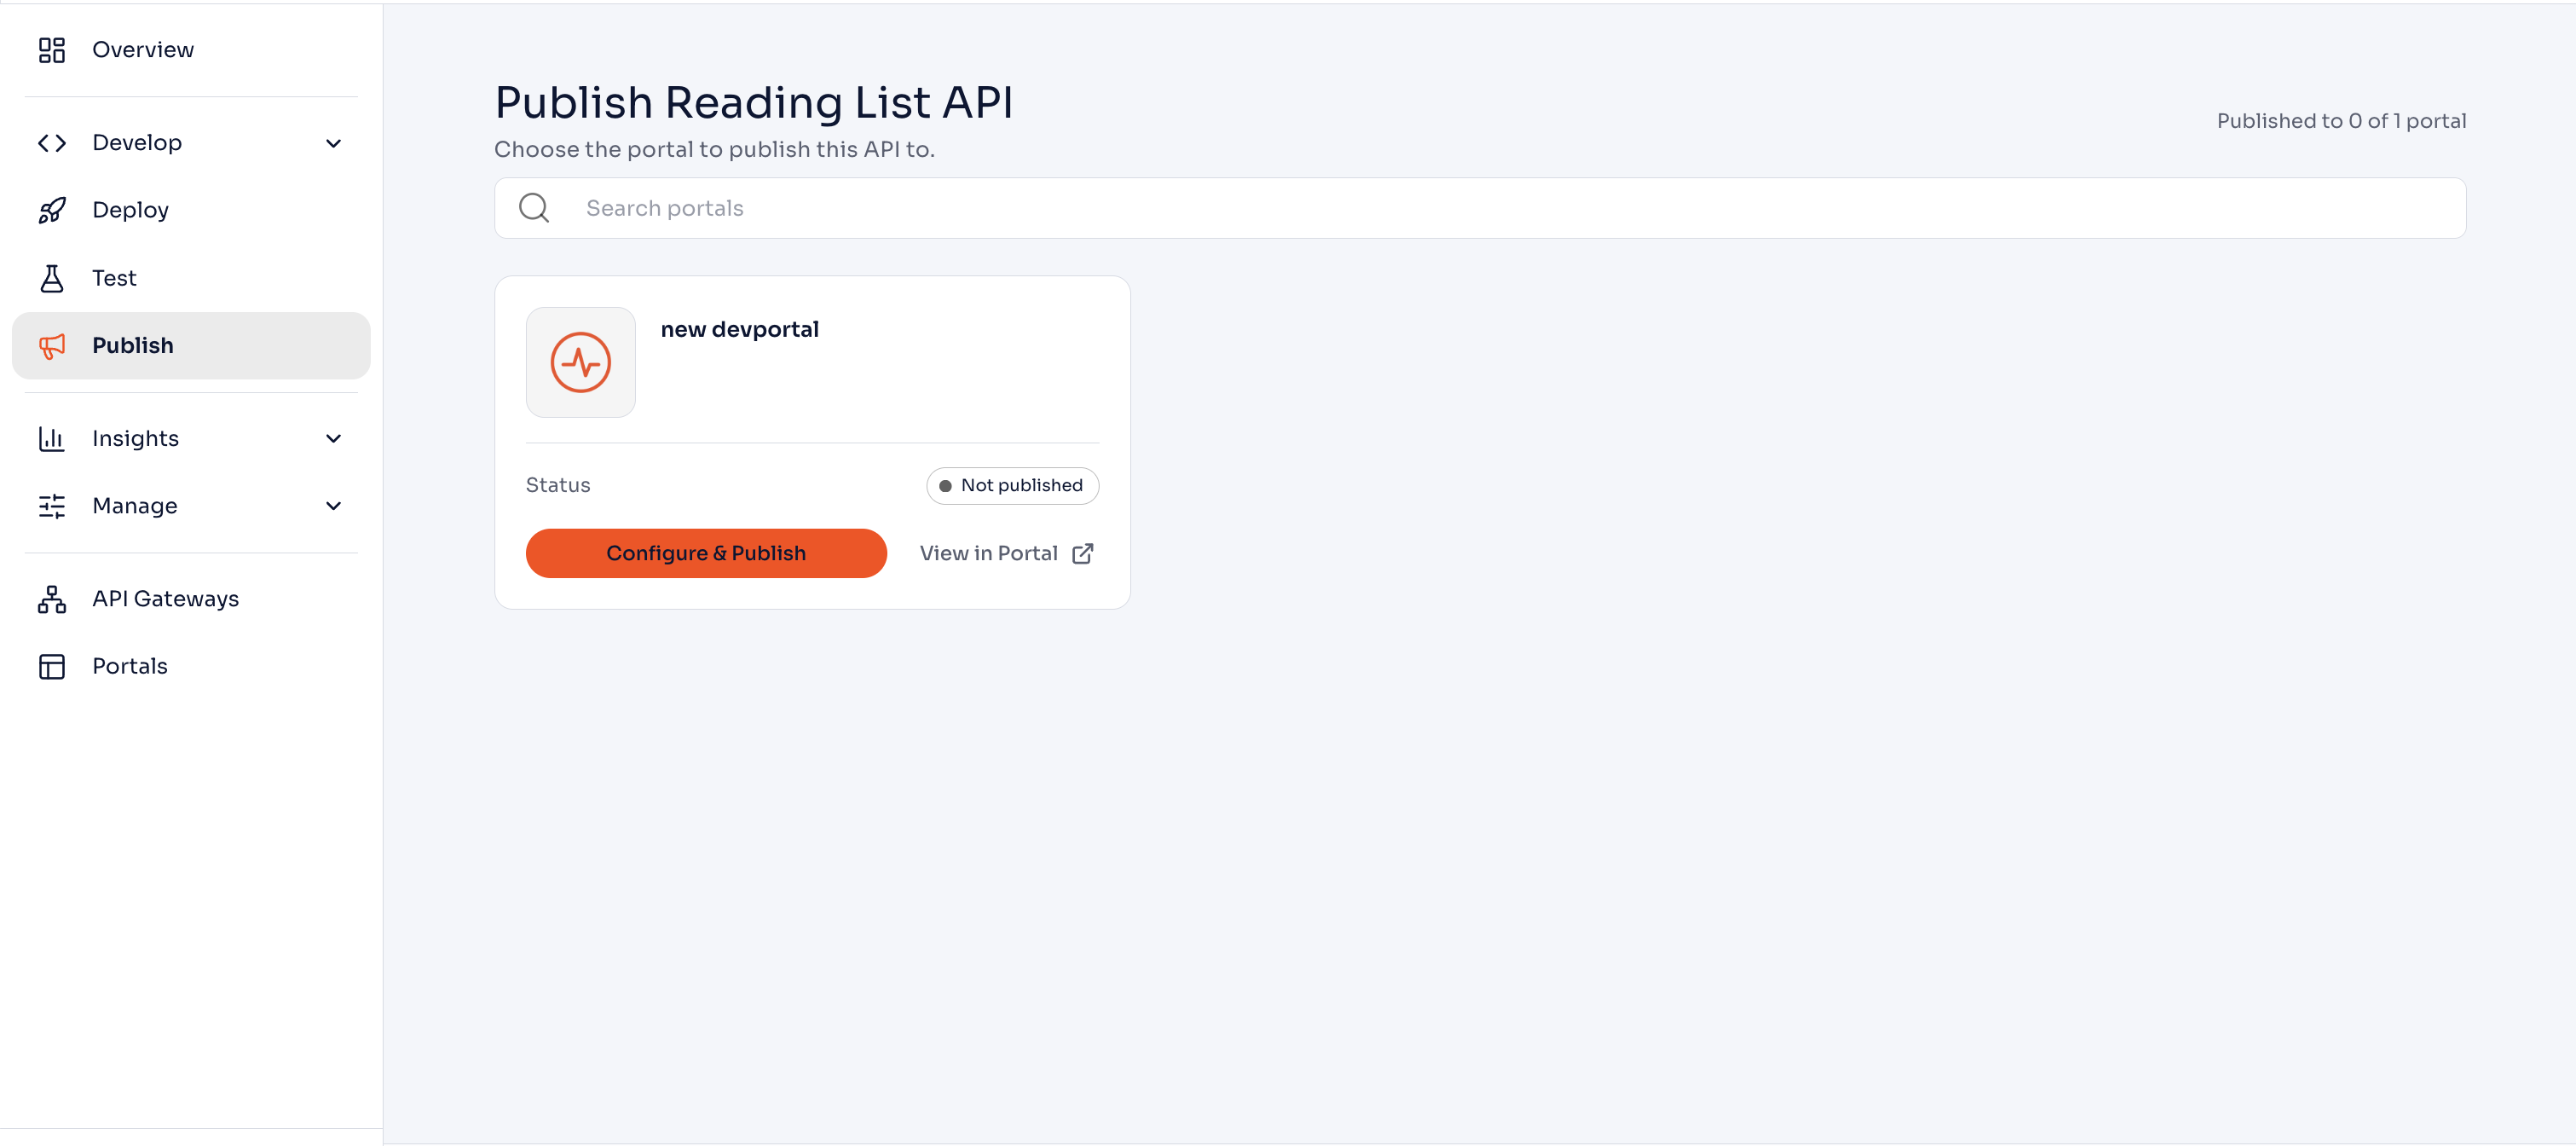 Overview
Develop
Deploy
Test
Publish
Insights
Manage
API Gateways
Portals
Publish Reading List API
Choose the portal to publish this API to.
Published to 0 of 1 portal
Search portals
new devportal
Status
Not published
Configure & Publish
View in Portal